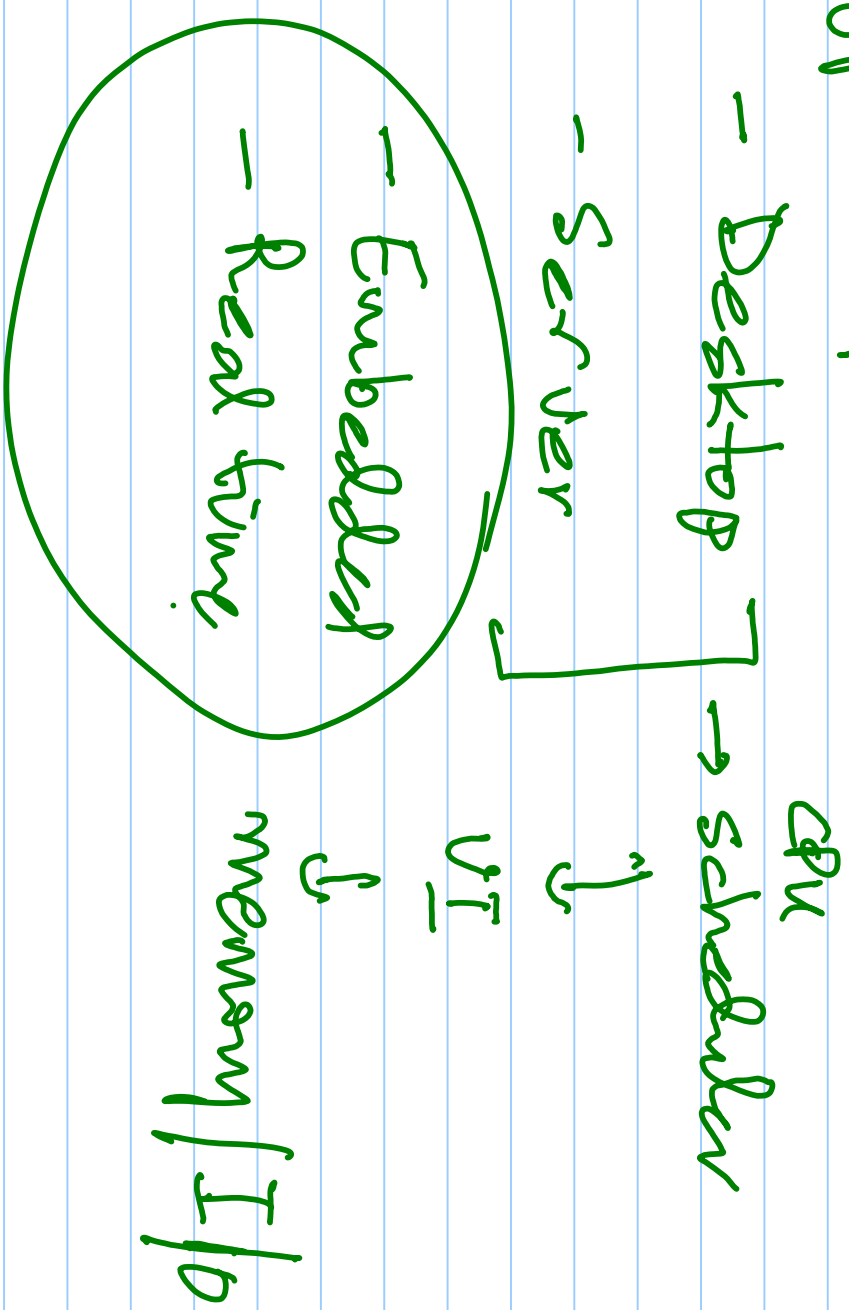 - Desktop → CPU scheduler
- Server
↓
UI
- Embedded
↓
- Real time memory/I/O